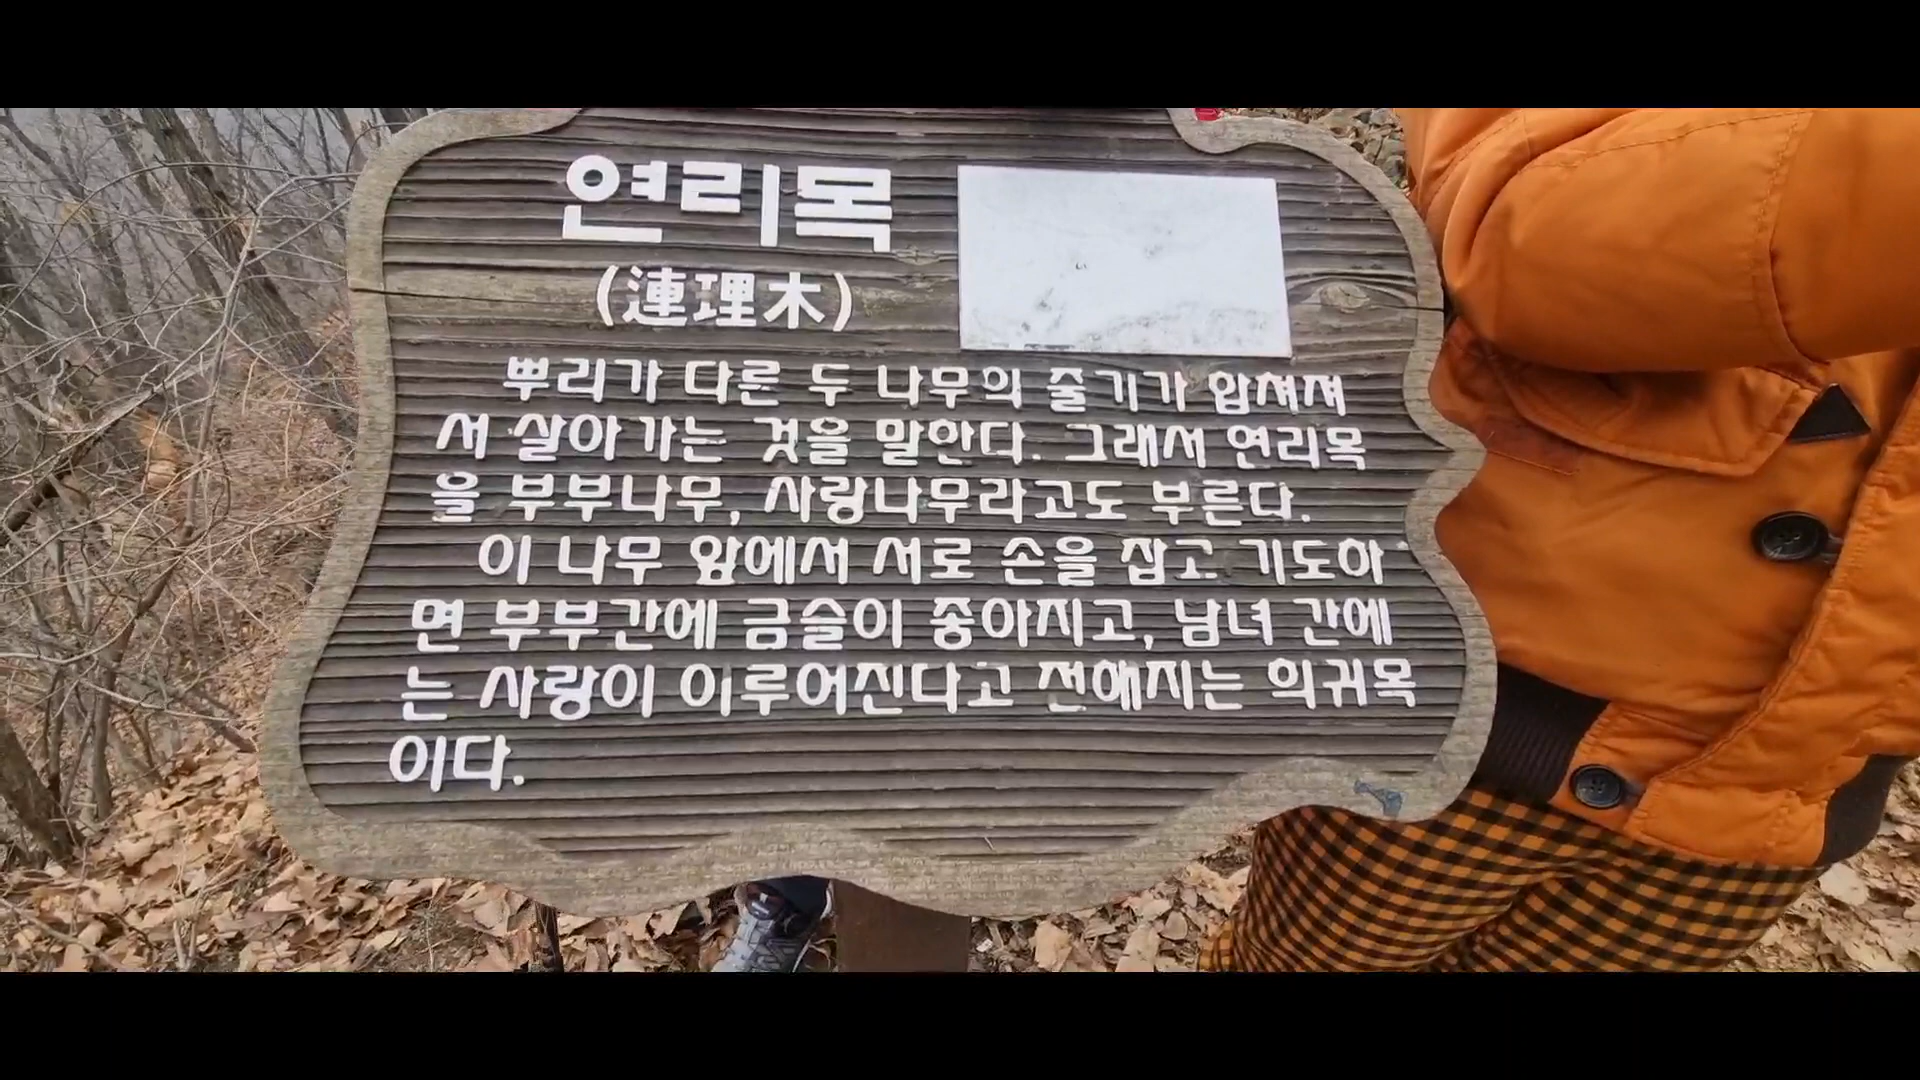 연리목
(連理木)
뿌리가 다른 두 나무의 줄기가 합쳐져
서 살아가는 것을 말한다. 그래서 연리목
을 부부나무, 사랑나무라고도 부른다.
이 나무 앞에서 서로 손을 잡고 기도하
면 부부간에 금슬이 좋아지고, 남녀 간에
는 사랑이 이루어진다고 전해지는 희귀목
이다.